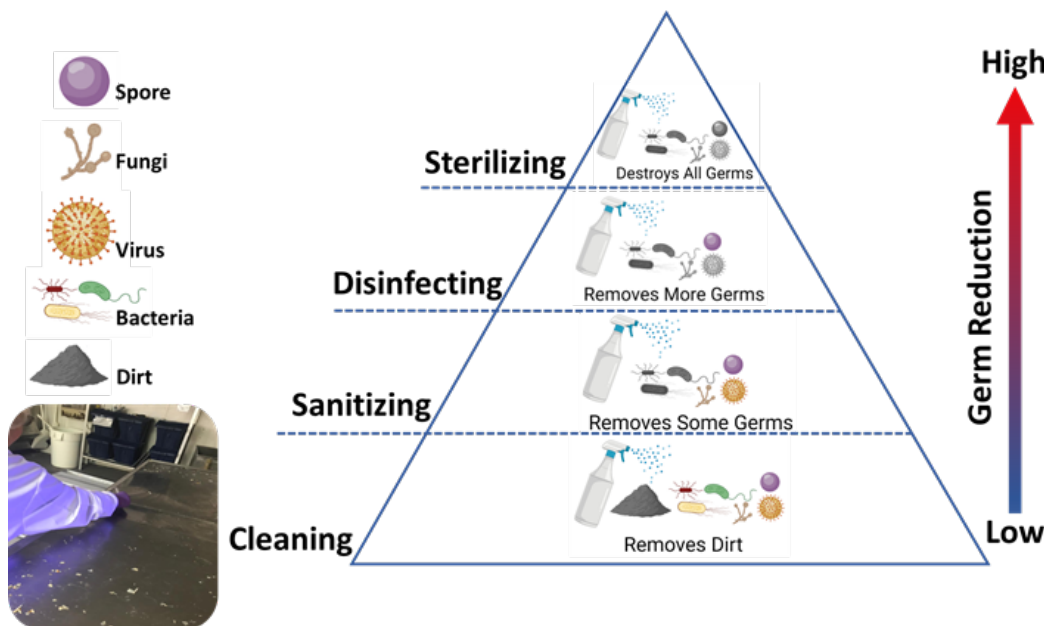 Spore
Fungi
Virus
Bacteria
Dirt
Sterilizing
Destroys All Germs
Disinfecting
Removes More Germs
Sanitizing
Removes Some Germs
Cleaning
Removes Dirt
High
Germ Reduction
Low